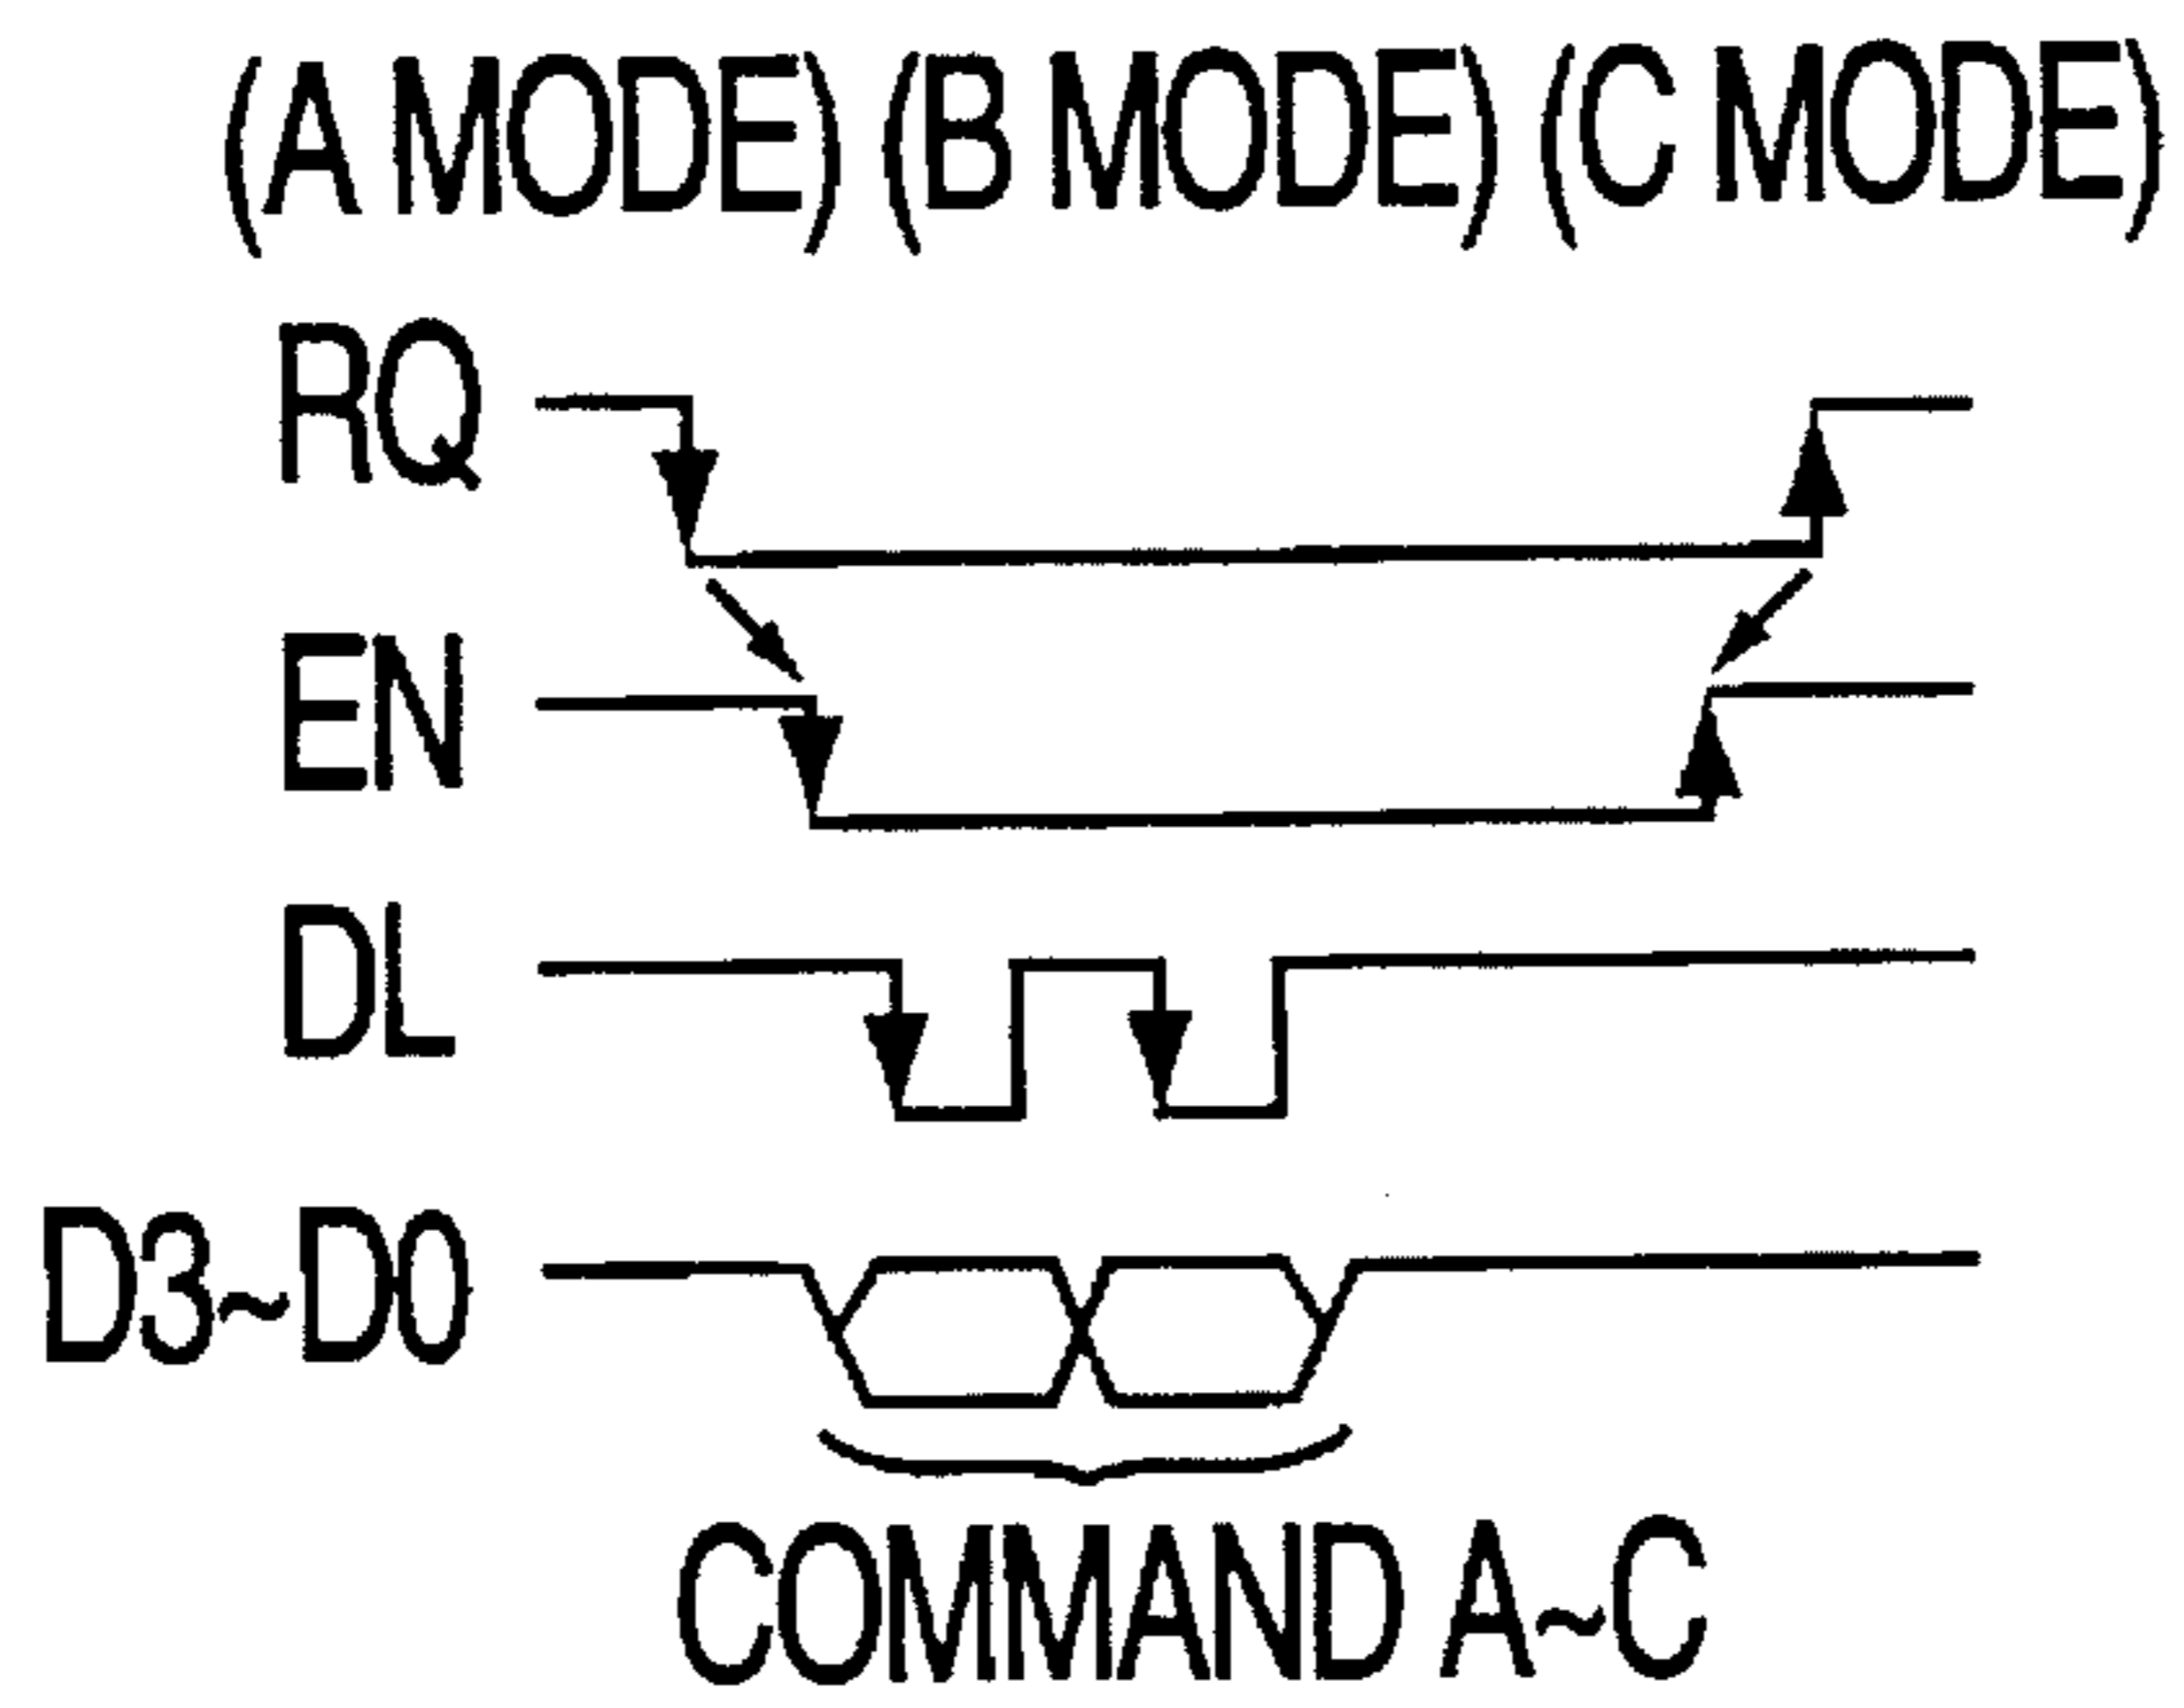 (A MODE) (B MODE) (C MODE)
RQ
EN
DL
D3~D0
COMMAND A~C